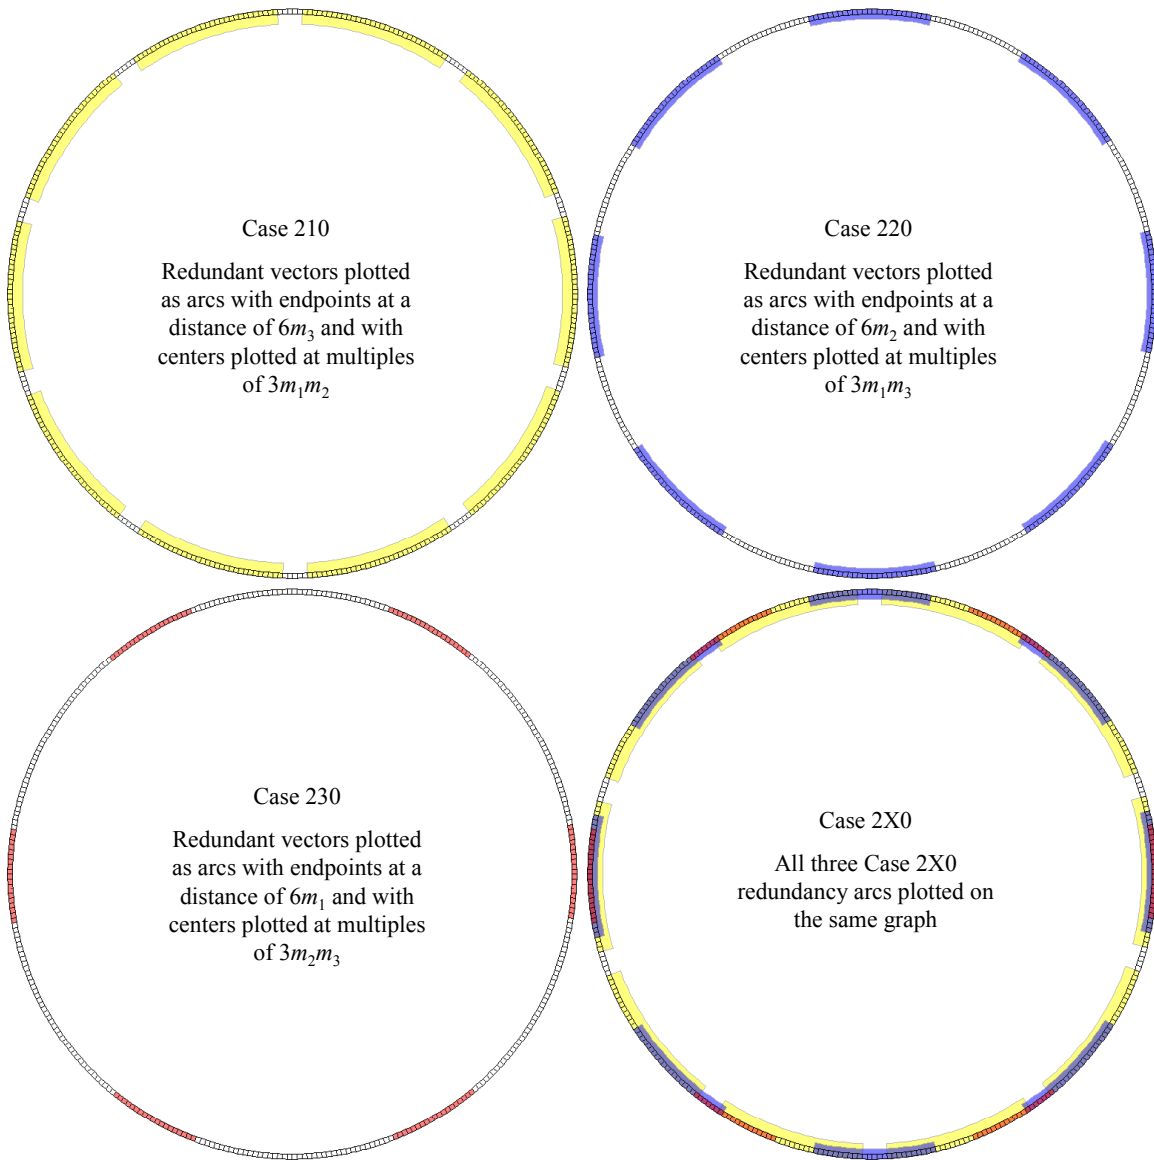 Case 210
Redundant vectors plotted
as arcs with endpoints at a
distance of 6m₃ and with
centers plotted at multiples
of 3m₁m₂
Case 220
Redundant vectors plotted
as arcs with endpoints at a
distance of 6m₂ and with
centers plotted at multiples
of 3m₁m₃
Case 230
Redundant vectors plotted
as arcs with endpoints at a
distance of 6m₁ and with
centers plotted at multiples
of 3m₂m₃
Case 2X0
All three Case 2X0
redundancy arcs plotted on
the same graph